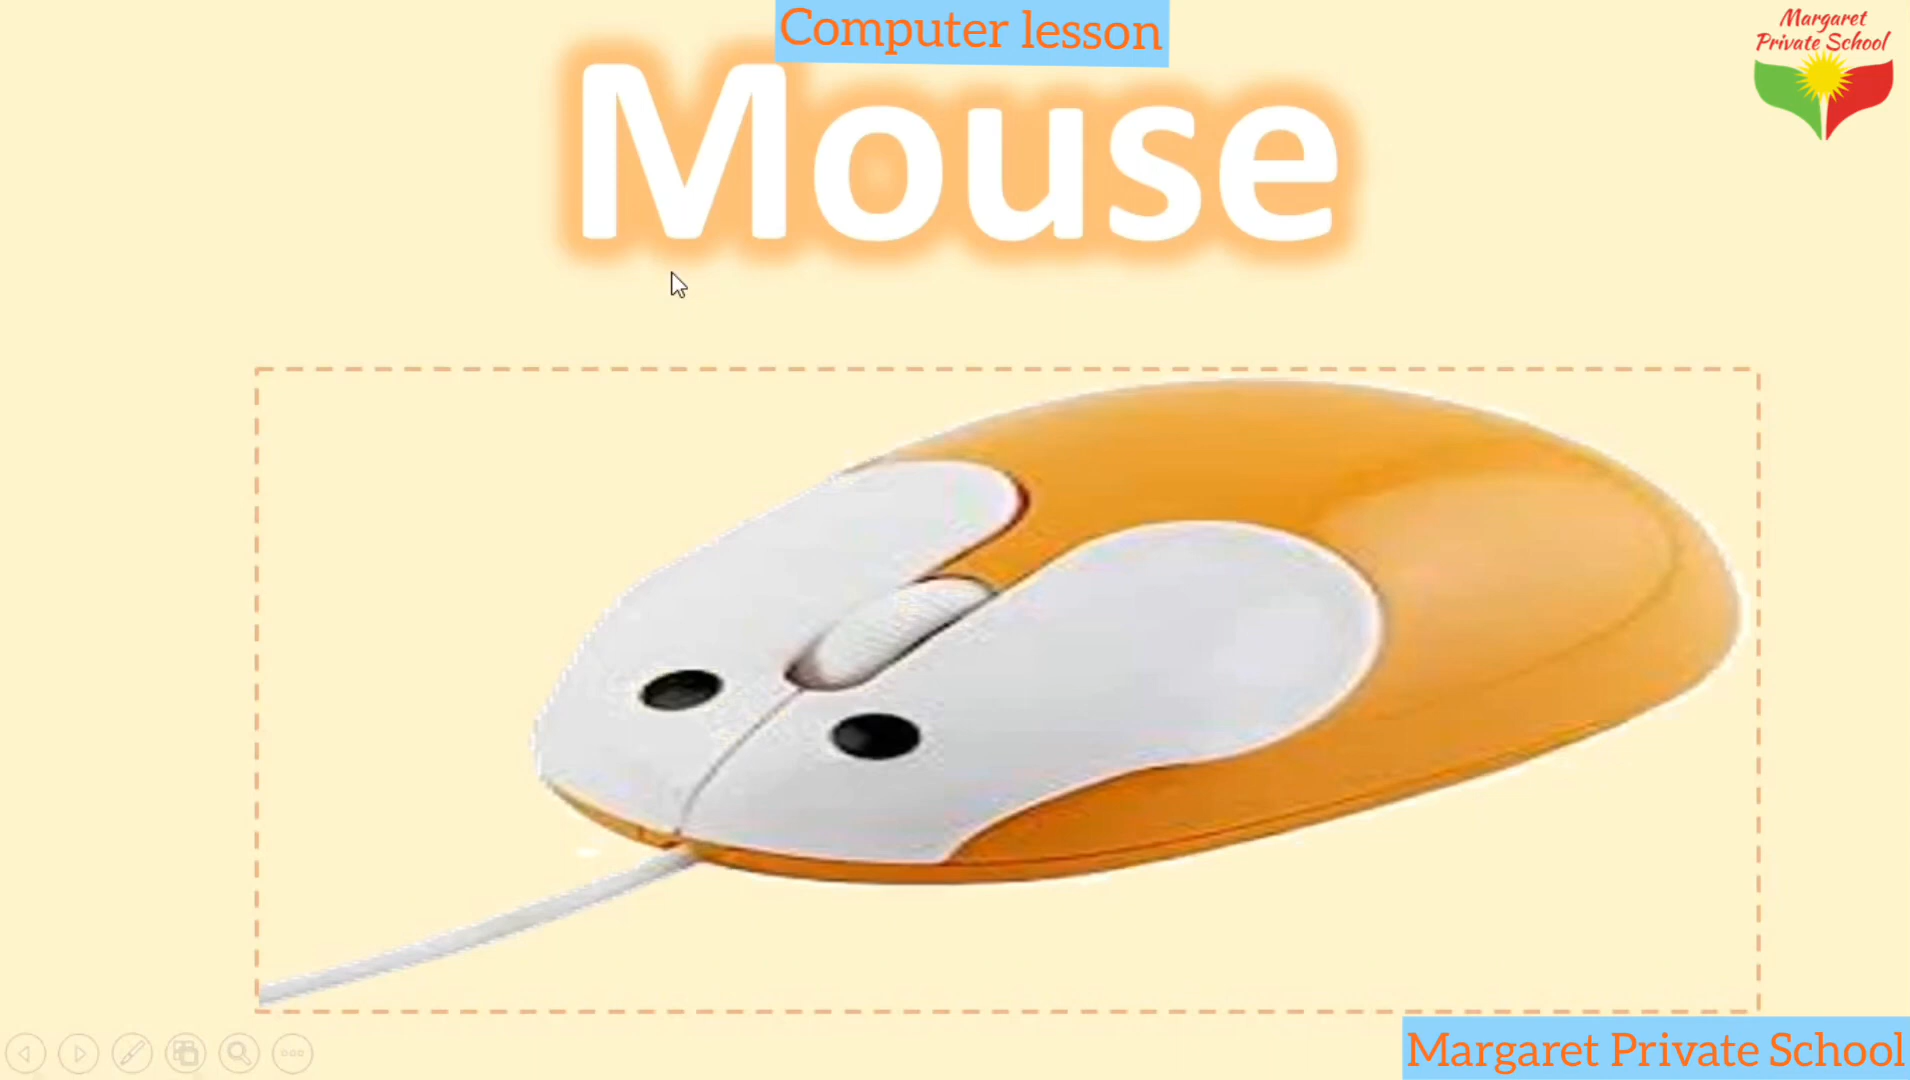 Computer lesson
Margaret
Private School
Mouse
Margaret Private School